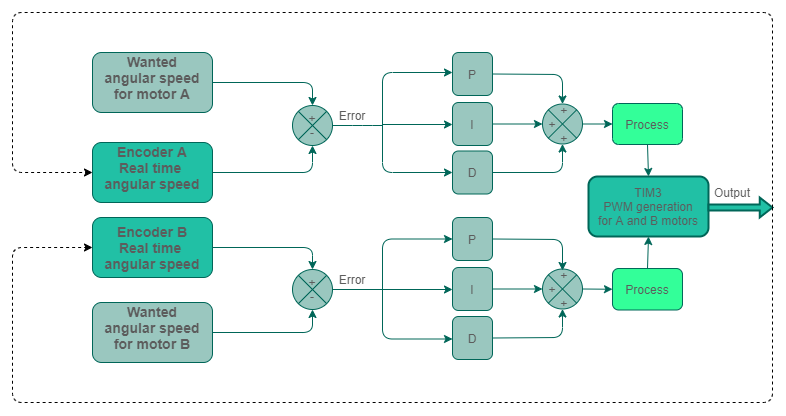 Wanted
angular speed
for motor A
+
-
Error
P
I
D
+
+
+
Process
Encoder A
Real time
angular speed
TIM3
PWM generation
for A and B motors
Output
Encoder B
Real time
angular speed
+
-
Error
P
I
D
+
+
+
Process
Wanted
angular speed
for motor B